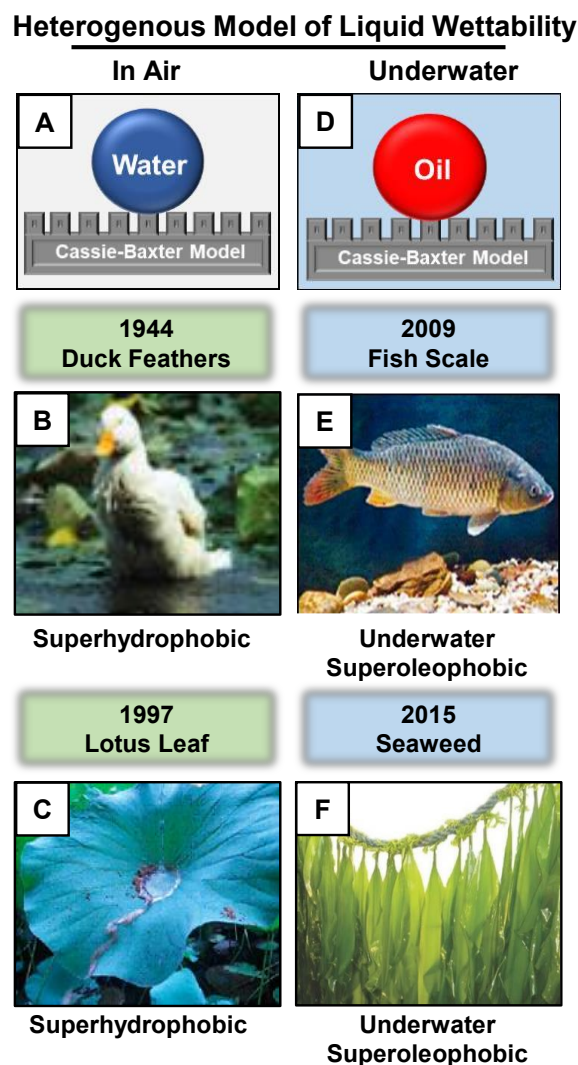 Heterogenous Model of Liquid Wettability
In Air
Underwater
A
Water
Cassie-Baxter Model
D
Oil
Cassie-Baxter Model
1944
Duck Feathers
2009
Fish Scale
B
E
Superhydrophobic
Underwater
Superoleophobic
1997
Lotus Leaf
2015
Seaweed
C
F
Superhydrophobic
Underwater
Superoleophobic